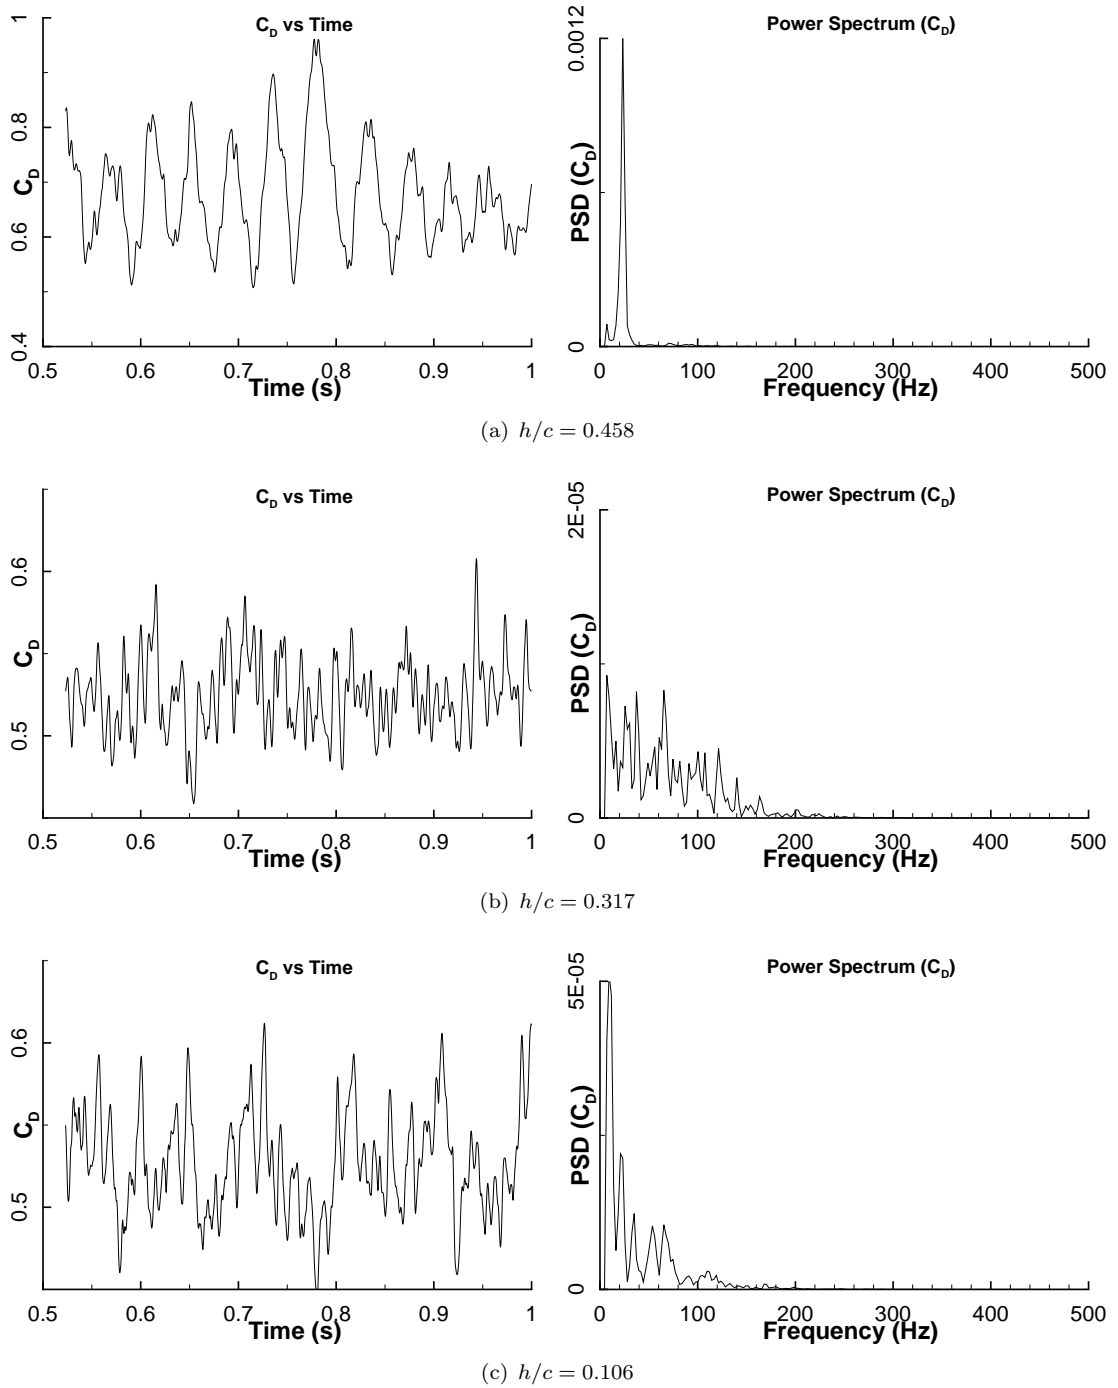 C_D vs Time
Power Spectrum (C_D)
1
0.8
0.6
0.4
C_D
0.5 0.6 0.7 0.8 0.9 1
Time (s)
0.0012
0
PSD (C_D)
0 100 200 300 400 500
Frequency (Hz)
(a) h/c = 0.458
C_D vs Time
Power Spectrum (C_D)
0.6
0.5
C_D
0.5 0.6 0.7 0.8 0.9 1
Time (s)
2E-05
0
PSD (C_D)
0 100 200 300 400 500
Frequency (Hz)
(b) h/c = 0.317
C_D vs Time
Power Spectrum (C_D)
0.6
0.5
C_D
0.5 0.6 0.7 0.8 0.9 1
Time (s)
5E-05
0
PSD (C_D)
0 100 200 300 400 500
Frequency (Hz)
(c) h/c = 0.106